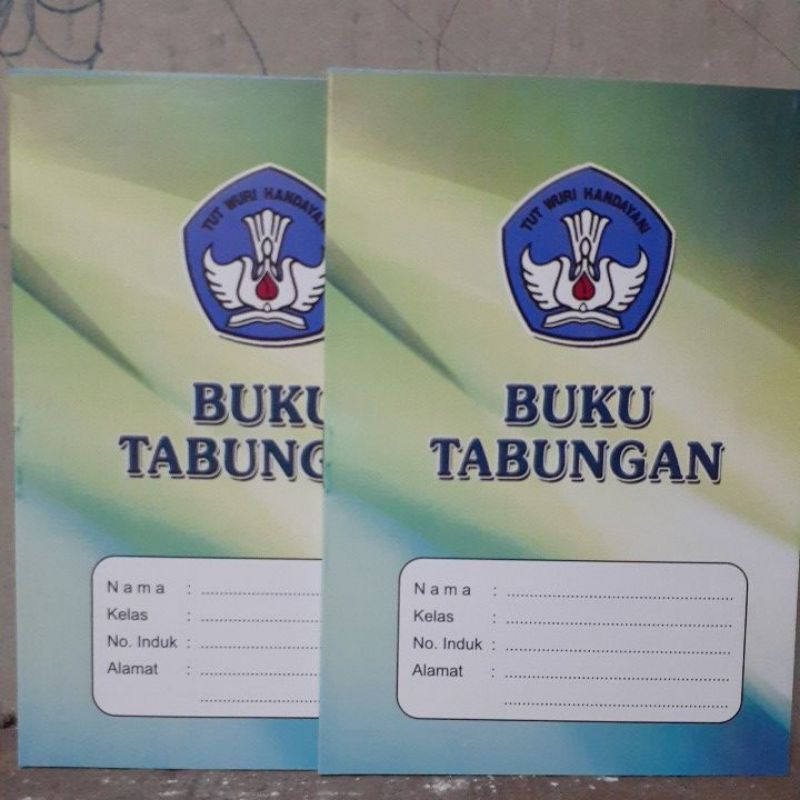 TUT WURI HANDAYANI
BUKU
TABUNG
Nama :
Kelas :
No. Induk :
Alamat :
TUT WURI HANDAYANI
BUKU
TABUNGAN
Nama :
Kelas :
No. Induk :
Alamat :